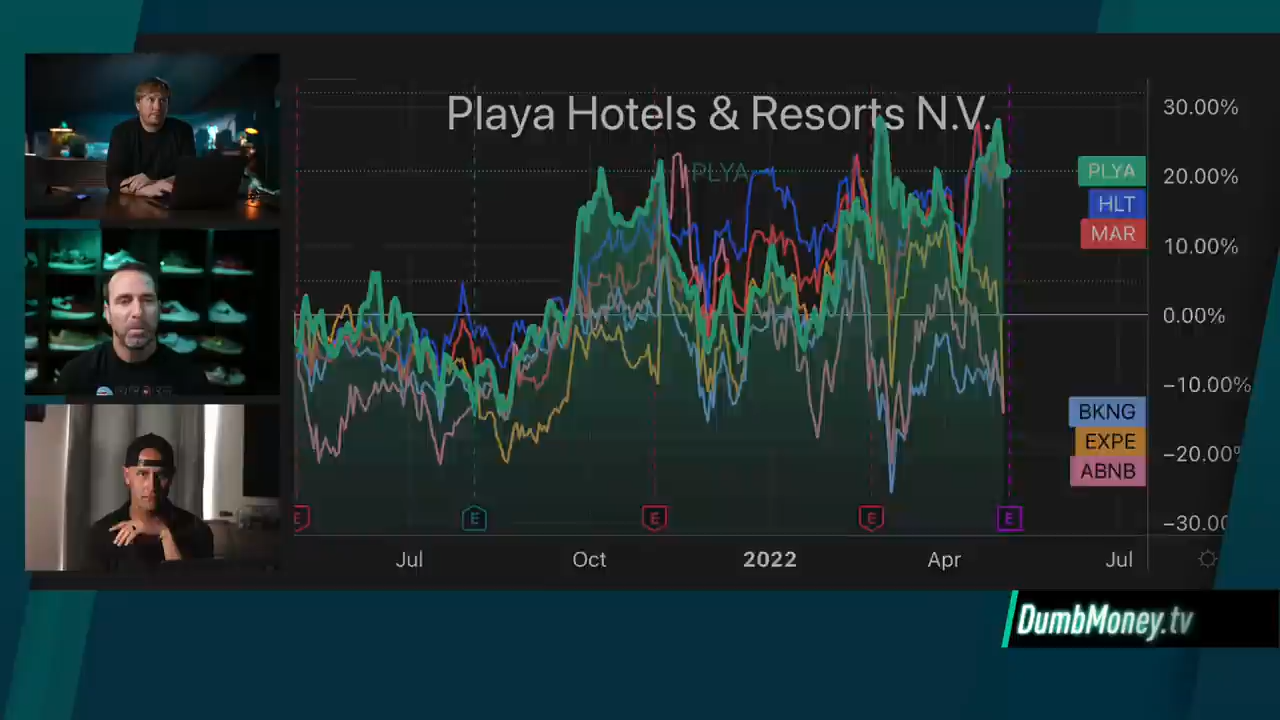 Playa Hotels & Resorts N.V.
PLYA
30.00%
20.00%
10.00%
0.00%
−10.00%
−20.00%
−30.00
PLYA
HLT
MAR
BKNG
EXPE
ABNB
E
E
E
E
E
Jul
Oct
2022
Apr
Jul
DumbMoney.tv